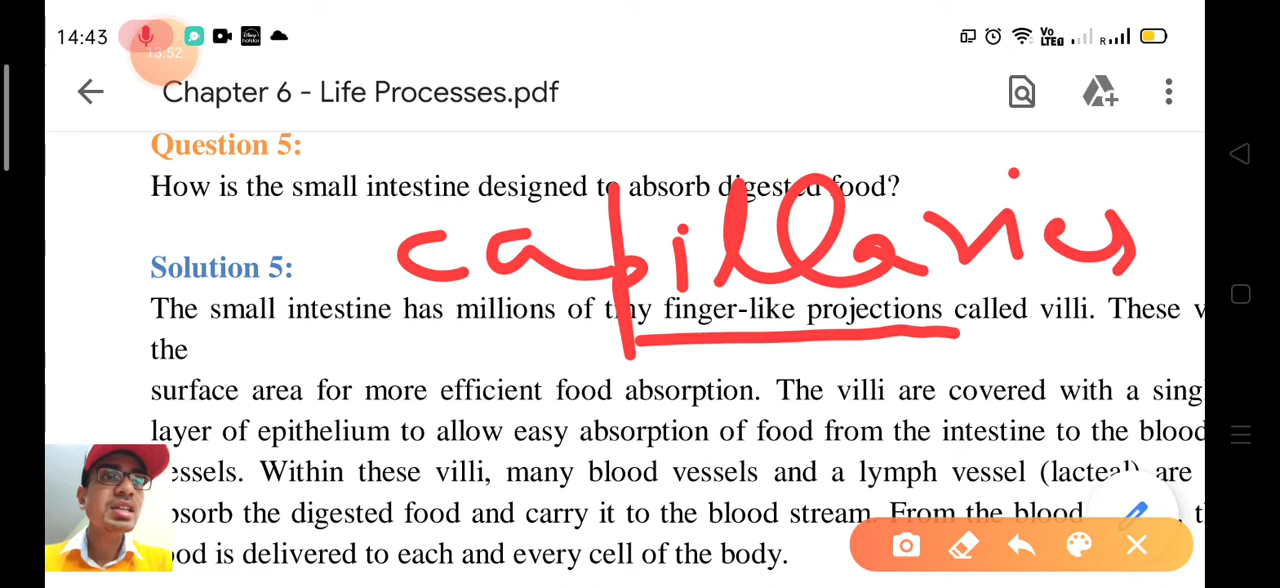 14:43
13:52
Vo
LTE
R
Chapter 6 - Life Processes.pdf
Question 5:
How is the small intestine designed to absorb digested food?
capillaries
Solution 5:
The small intestine has millions of tiny finger-like projections called villi. These
the
surface area for more efficient food absorption. The villi are covered with a
layer of epithelium to allow easy absorption of food from the intestine to the blood
Within these villi, many blood vessels and a lymph vessel (lacteal) are
the digested food and carry it to the blood stream. From the blood
is delivered to each and every cell of the body.